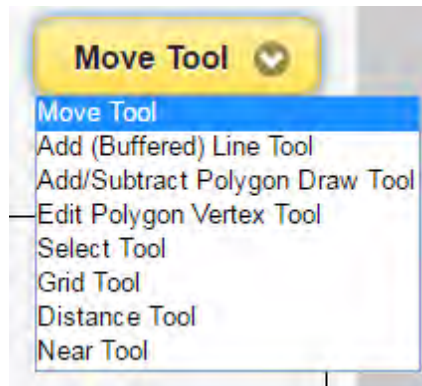 Move Tool
Move Tool
Add (Buffered) Line Tool
Add/Subtract Polygon Draw Tool
Edit Polygon Vertex Tool
Select Tool
Grid Tool
Distance Tool
Near Tool